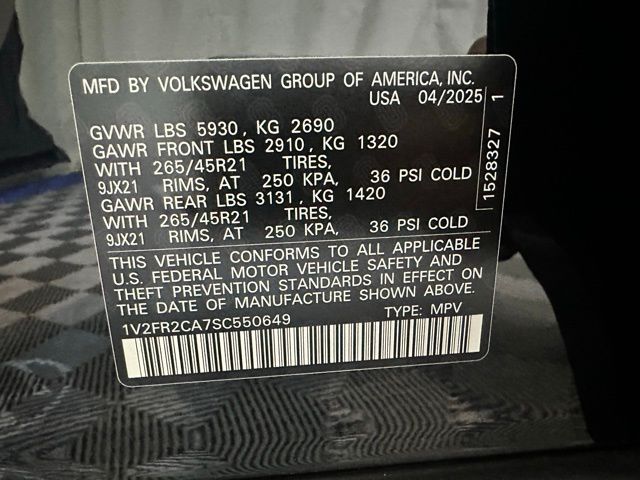 MFD BY VOLKSWAGEN GROUP OF AMERICA, INC.
USA 04/2025
GVWR LBS 5930, KG 2690
GAWR FRONT LBS 2910, KG 1320
WITH 265/45R21 TIRES,
9JX21 RIMS, AT 250 KPA, 36 PSI COLD
GAWR REAR LBS 3131, KG 1420
WITH 265/45R21 TIRES,
9JX21 RIMS, AT 250 KPA, 36 PSI COLD
THIS VEHICLE CONFORMS TO ALL APPLICABLE
U.S. FEDERAL MOTOR VEHICLE SAFETY AND
THEFT PREVENTION STANDARDS IN EFFECT ON
THE DATE OF MANUFACTURE SHOWN ABOVE.
1V2FR2CA7SC550649 TYPE: MPV
1528327 1